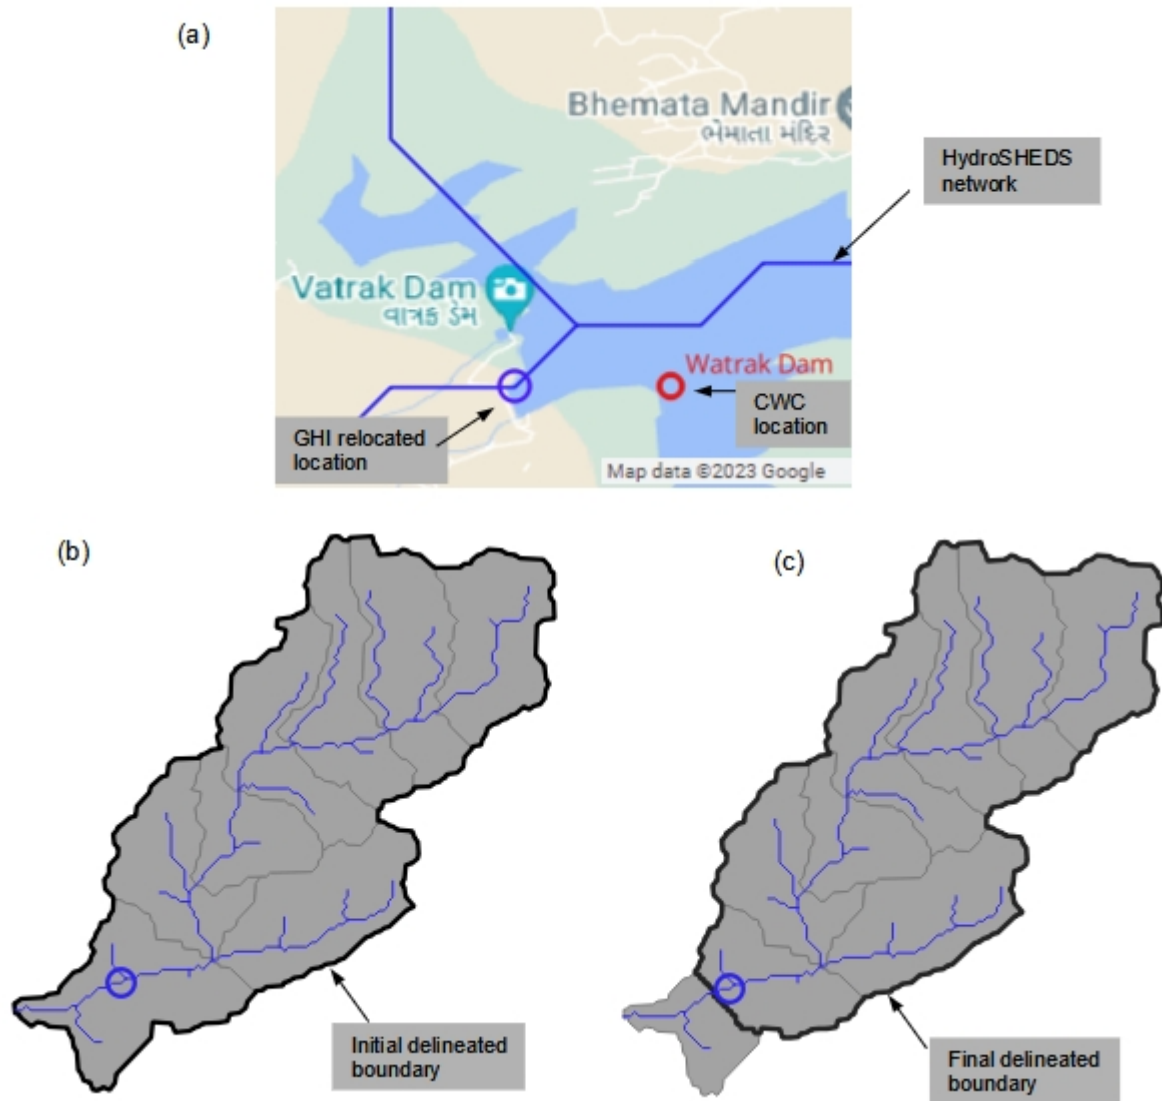 (a)
Bhemata Mandir
ભેમાતા મંદિર
HydroSHEDS
network
Vatrak Dam
વાત્રક ડેમ
Watrak Dam
CWC
location
GHI relocated
location
Map data ©2023 Google
(b)
(c)
Initial delineated
boundary
Final delineated
boundary